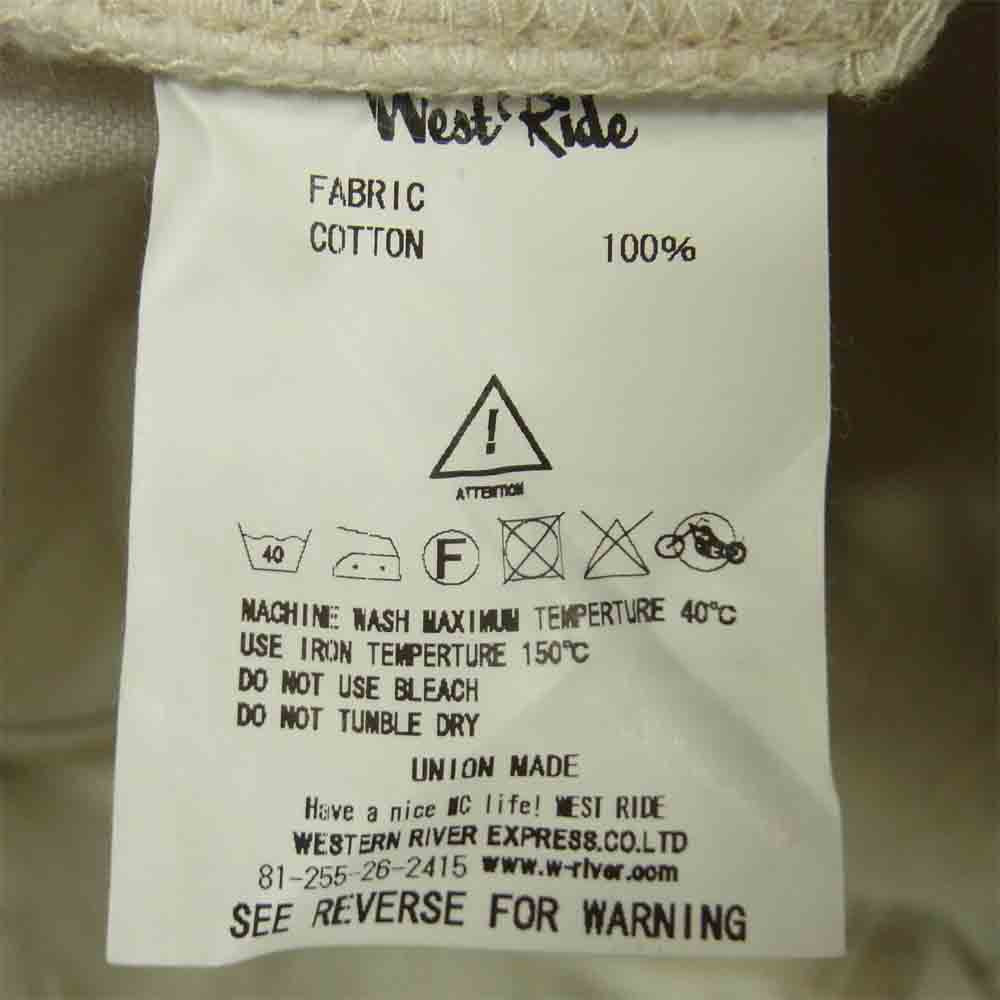 West Ride
FABRIC
COTTON 100%
!
ATTENTION
40 F
MACHINE WASH MAXIMUM TEMPERTURE 40℃
USE IRON TEMPERTURE 150℃
DO NOT USE BLEACH
DO NOT TUMBLE DRY
UNION MADE
Have a nice MC life! WEST RIDE
WESTERN RIVER EXPRESS.CO.LTD
81-255-26-2415 www.w-river.com
SEE REVERSE FOR WARNING